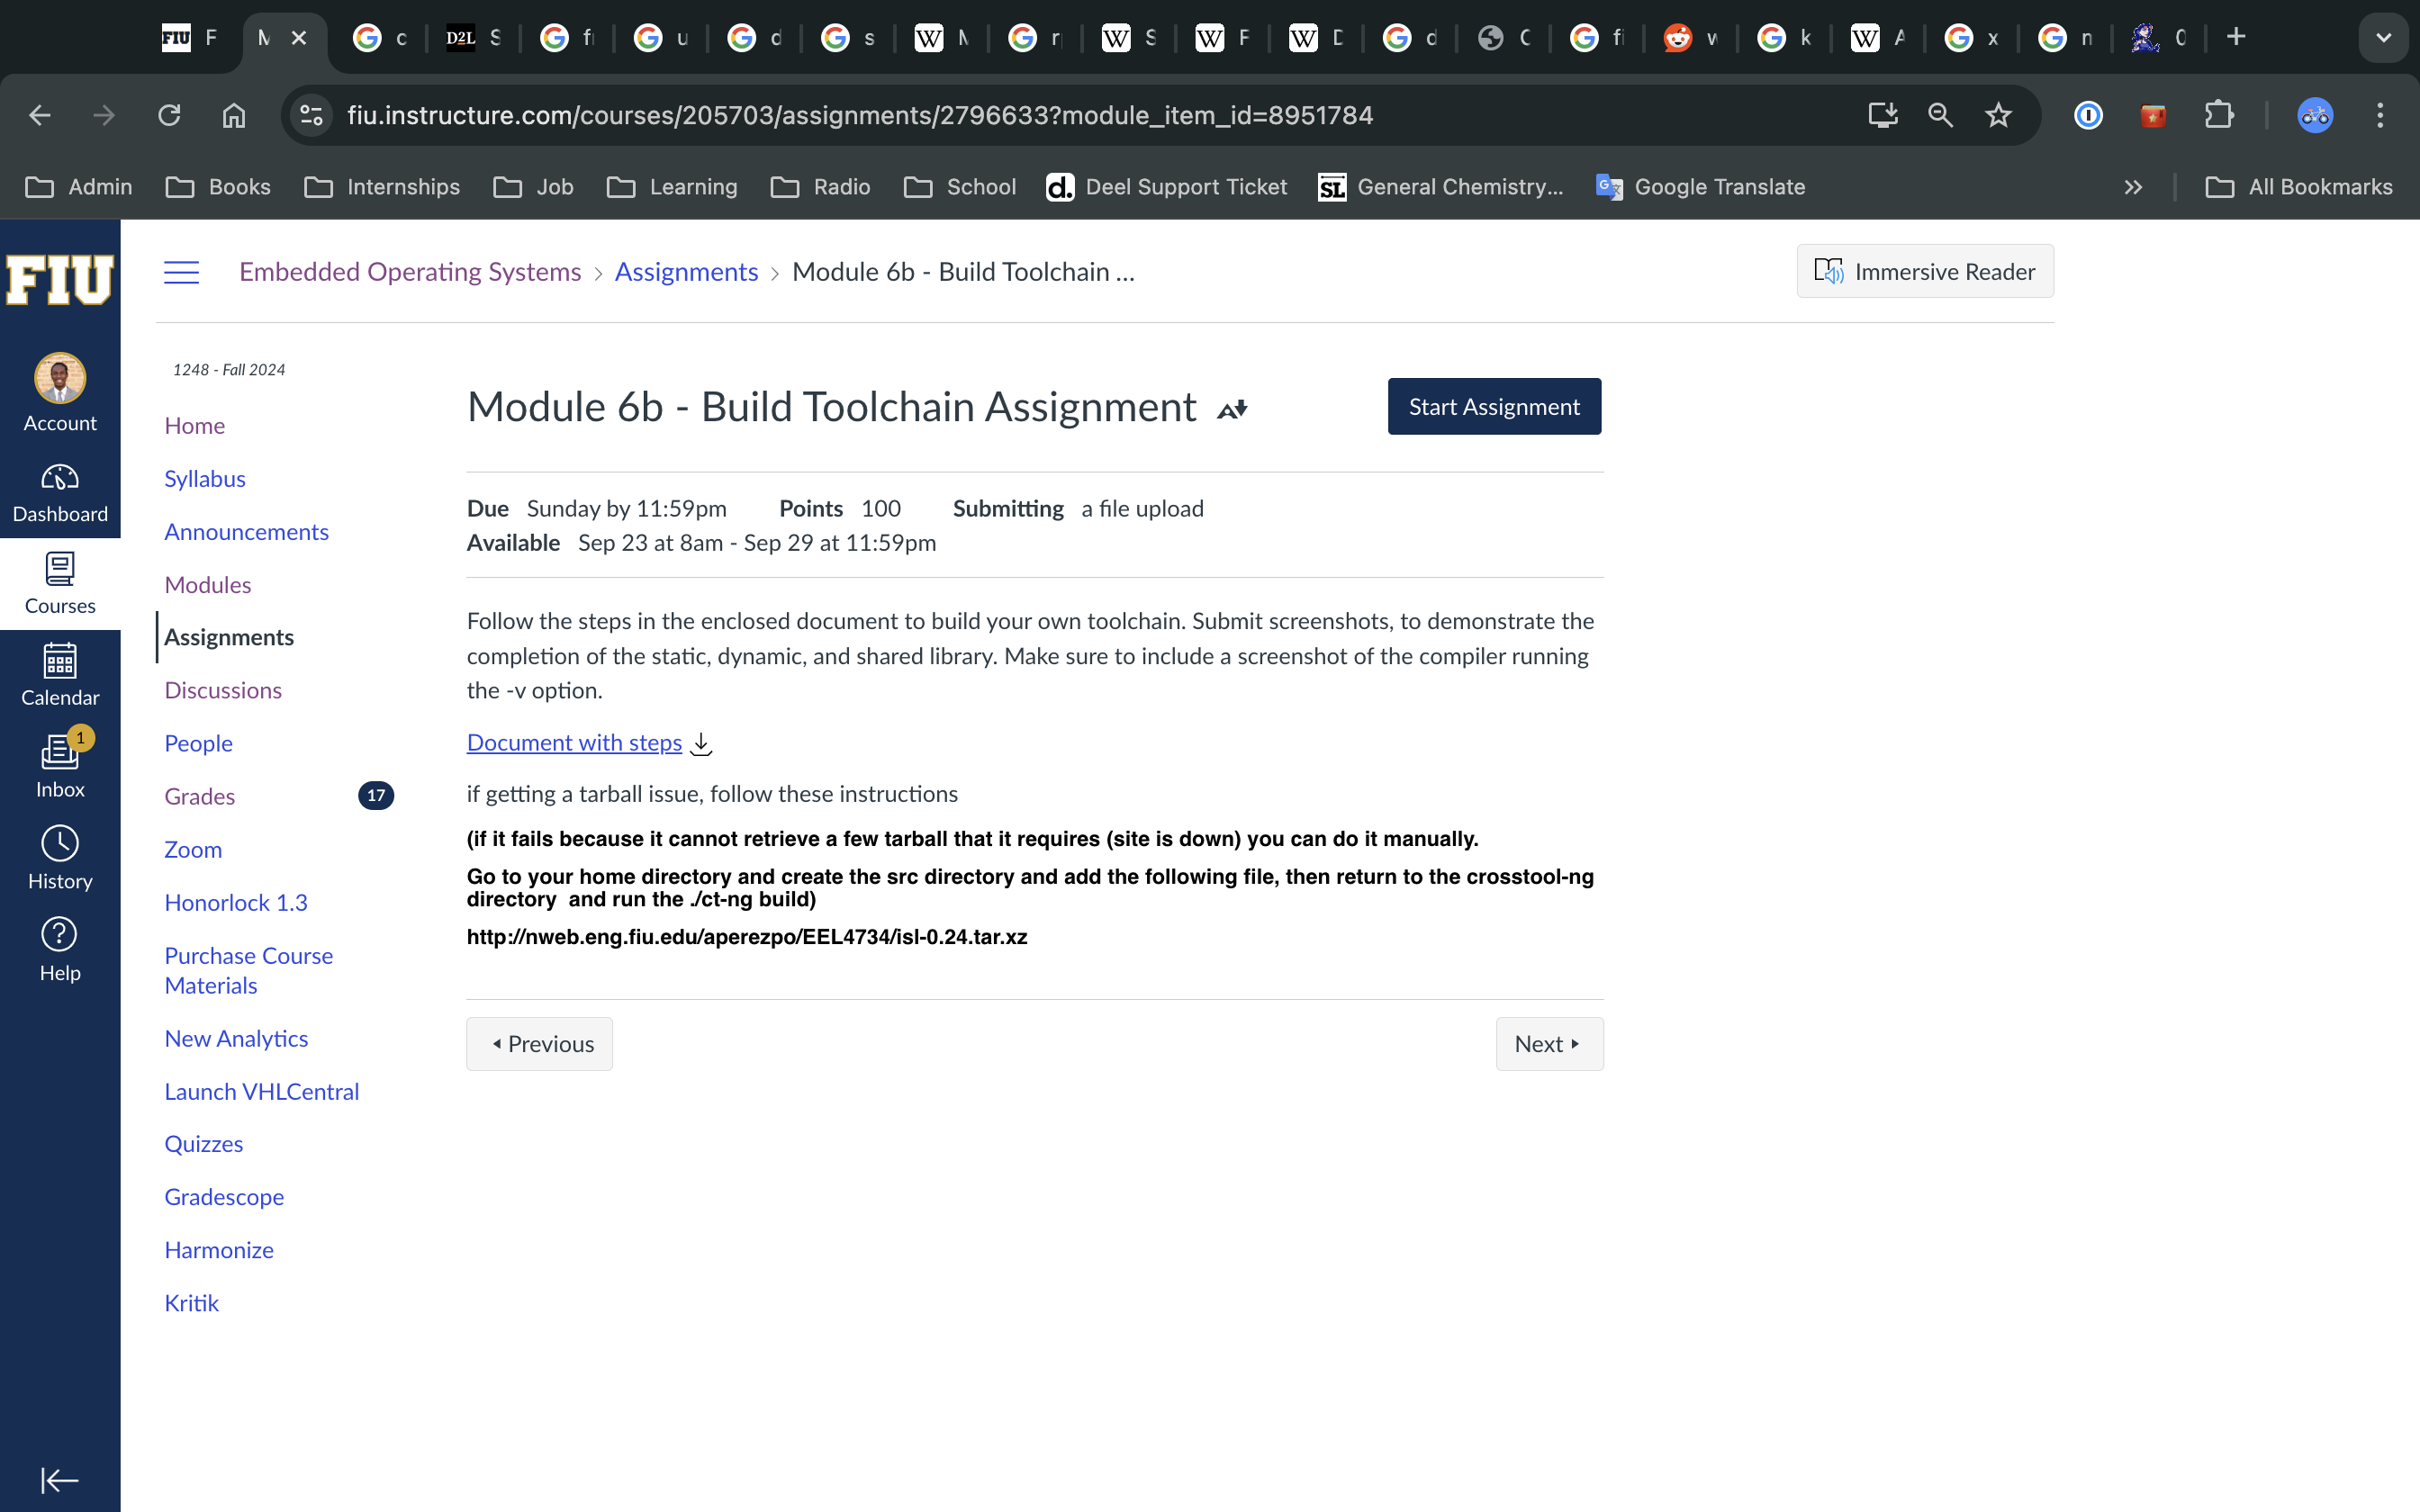 FIU F
M
G c
D2L S
G fi
G u
G d
G s
W M
G r
W S
W F
W D
G d
C
G fi
w
G k
W A
G x
G n
fiu.instructure.com/courses/205703/assignments/2796633?module_item_id=8951784
Admin
Books
Internships
Job
Learning
Radio
School
d. Deel Support Ticket
SL General Chemistry...
Google Translate
All Bookmarks
FIU
Embedded Operating Systems
Assignments
Module 6b - Build Toolchain ...
Immersive Reader
Account
Dashboard
Courses
Calendar
1
Inbox
History
Help
1248 - Fall 2024
Home
Syllabus
Announcements
Modules
Assignments
Discussions
People
Grades 17
Zoom
Honorlock 1.3
Purchase Course
Materials
New Analytics
Launch VHLCentral
Quizzes
Gradescope
Harmonize
Kritik
Module 6b - Build Toolchain Assignment
Start Assignment
Due Sunday by 11:59pm Points 100 Submitting a file upload
Available Sep 23 at 8am - Sep 29 at 11:59pm
Follow the steps in the enclosed document to build your own toolchain. Submit screenshots, to demonstrate the
completion of the static, dynamic, and shared library. Make sure to include a screenshot of the compiler running
the -v option.
Document with steps
if getting a tarball issue, follow these instructions
(if it fails because it cannot retrieve a few tarball that it requires (site is down) you can do it manually.
Go to your home directory and create the src directory and add the following file, then return to the crosstool-ng
directory  and run the ./ct-ng build)
http://nweb.eng.fiu.edu/aperezpo/EEL4734/isl-0.24.tar.xz
Previous
Next